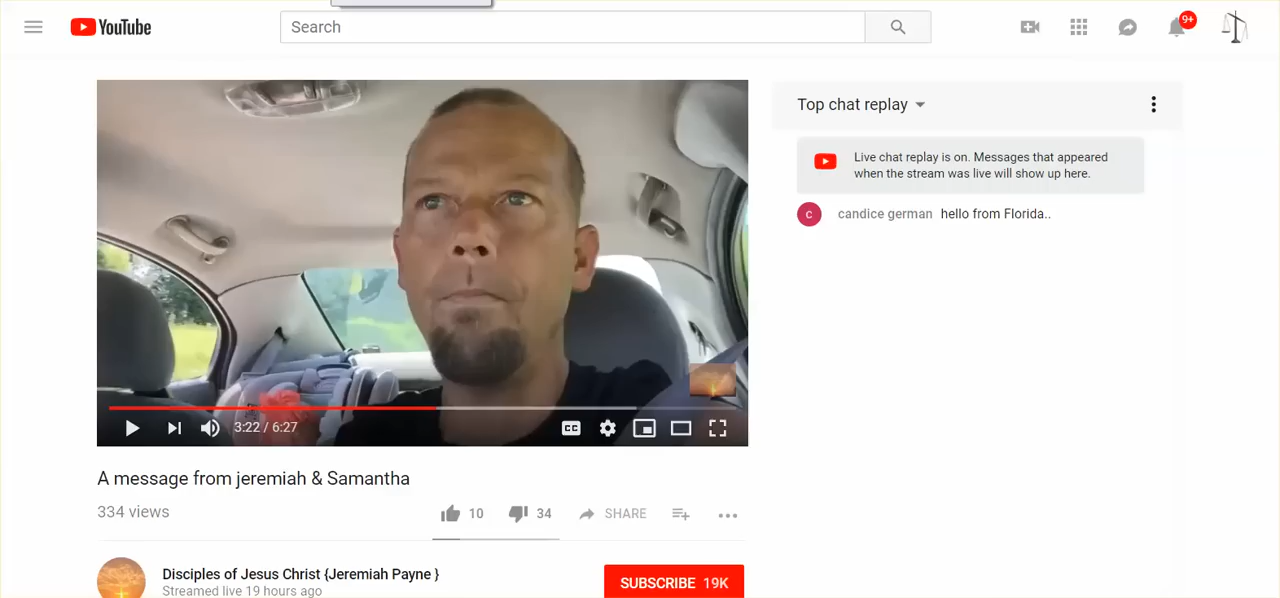 YouTube
Search
9+
Top chat replay
Live chat replay is on. Messages that appeared
when the stream was live will show up here.
c
candice german hello from Florida..
CC
3:22 / 6:27
A message from jeremiah & Samantha
334 views
10
34
SHARE
Disciples of Jesus Christ {Jeremiah Payne }
Streamed live 19 hours ago
SUBSCRIBE 19K